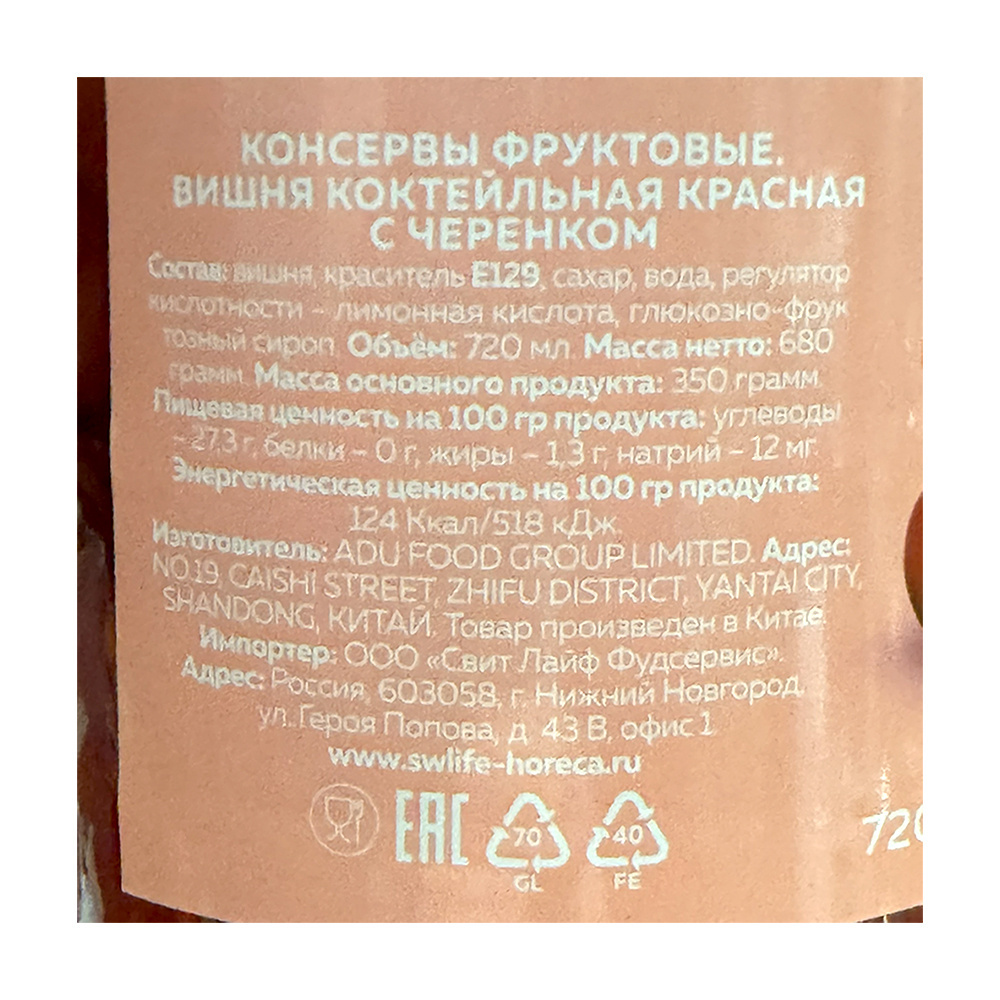 КОНСЕРВЫ ФРУКТОВЫЕ.
ВИШНЯ КОКТЕЙЛЬНАЯ КРАСНАЯ
С ЧЕРЕНКОМ
Состав: вишня, краситель Е129, сахар, вода, регулятор
кислотности – лимонная кислота, глюкозно-фрук
тозный сироп. Объём: 720 мл. Масса нетто: 680
грамм. Масса основного продукта: 350 грамм.
Пищевая ценность на 100 гр продукта: углеводы
– 27,3 г, белки – 0 г, жиры – 1,3 г, натрий – 12 мг.
Энергетическая ценность на 100 гр продукта:
124 Ккал/518 кДж.
Изготовитель: ADU FOOD GROUP LIMITED. Адрес:
NO.19. CAISHI STREET, ZHIFU DISTRICT, YANTAI CITY,
SHANDONG, КИТАЙ. Товар произведен в Китае.
Импортер: ООО «Свит Лайф Фудсервис».
Адрес: Россия, 603058, г. Нижний Новгород,
ул. Героя Попова, д. 43 В, офис 1
www.swlife-horeca.ru
EAC 70 40
GL FE
720